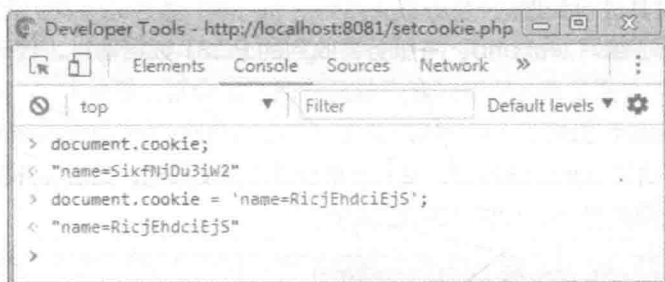 Developer Tools - http://localhost:8081/setcookie.php
Elements Console Sources Network »
top ▼ Filter Default levels ▼
> document.cookie;
< "name=SikfNjDu3iW2"
> document.cookie = 'name=RicjEhdciEjS';
< "name=RicjEhdciEjS"
>